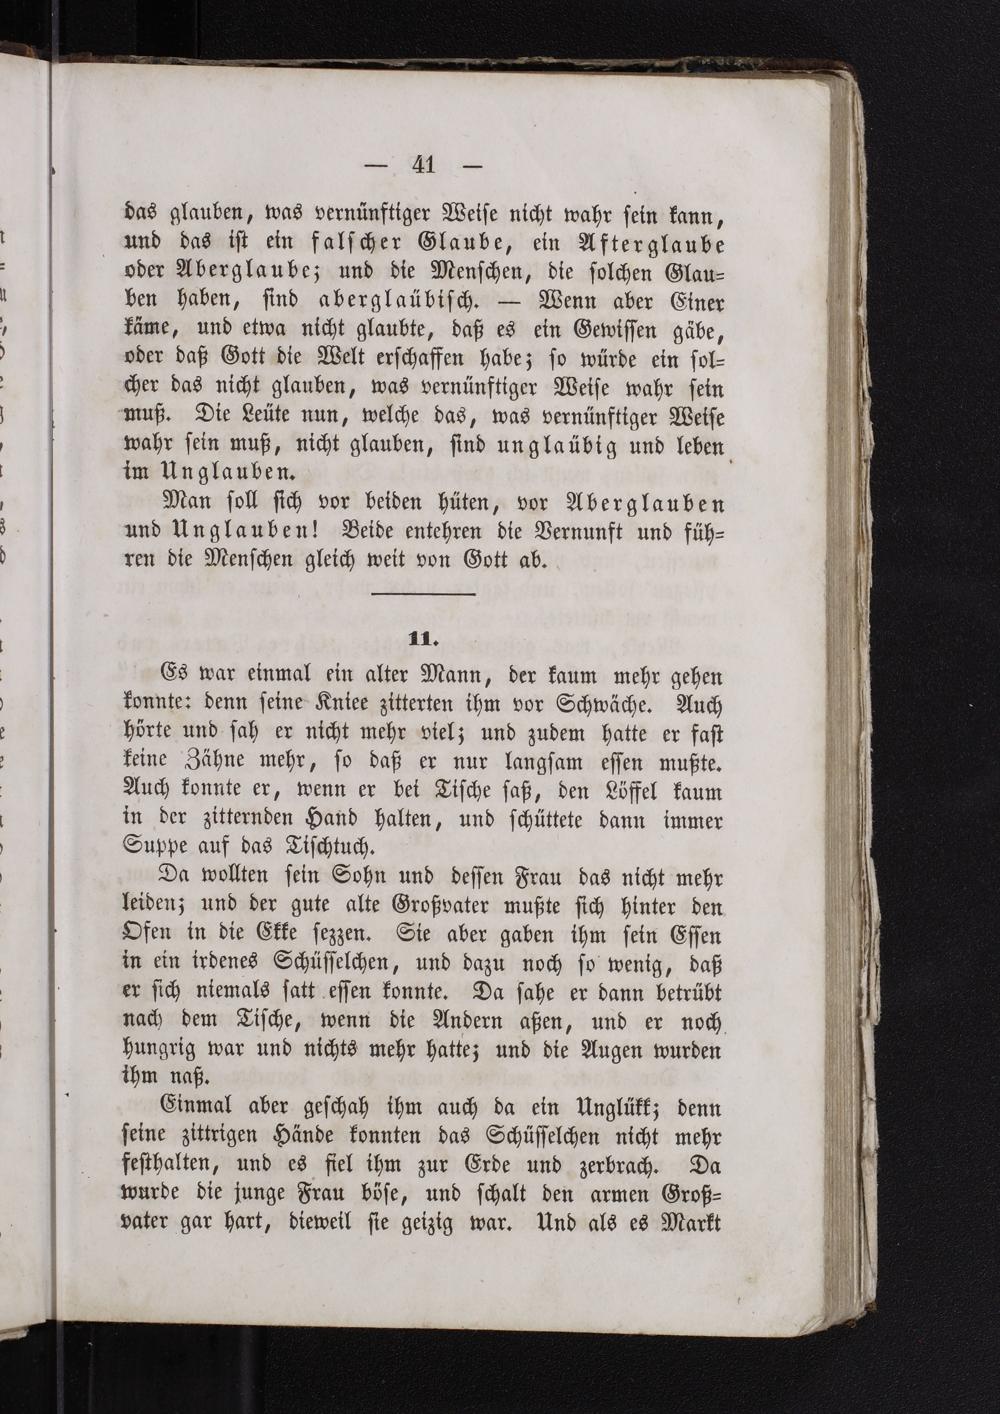 — 41 —
das glauben, was vernünftiger Weise nicht wahr sein kann,
und das ist ein falscher Glaube, ein Afterglaube
oder Aberglaube; und die Menschen, die solchen Glau-
ben haben, sind aberglaübisch. — Wenn aber Einer
käme, und etwa nicht glaubte, daß es ein Gewissen gäbe,
oder daß Gott die Welt erschaffen habe; so würde ein sol-
cher das nicht glauben, was vernünftiger Weise wahr sein
muß. Die Leüte nun, welche das, was vernünftiger Weise
wahr sein muß, nicht glauben, sind unglaübig und leben
im Unglauben.
Man soll sich vor beiden hüten, vor Aberglauben
und Unglauben! Beide entehren die Vernunft und füh-
ren die Menschen gleich weit von Gott ab.
11.
Es war einmal ein alter Mann, der kaum mehr gehen
konnte: denn seine Kniee zitterten ihm vor Schwäche. Auch
hörte und sah er nicht mehr viel; und zudem hatte er fast
keine Zähne mehr, so daß er nur langsam essen mußte.
Auch konnte er, wenn er bei Tische saß, den Löffel kaum
in der zitternden Hand halten, und schüttete dann immer
Suppe auf das Tischtuch.
Da wollten sein Sohn und dessen Frau das nicht mehr
leiden; und der gute alte Großvater mußte sich hinter den
Ofen in die Ekke sezzen. Sie aber gaben ihm sein Essen
in ein irdenes Schüsselchen, und dazu noch so wenig, daß
er sich niemals satt essen konnte. Da sahe er dann betrübt
nach dem Tische, wenn die Andern aßen, und er noch
hungrig war und nichts mehr hatte; und die Augen wurden
ihm naß.
Einmal aber geschah ihm auch da ein Unglükk; denn
seine zittrigen Hände konnten das Schüsselchen nicht mehr
festhalten, und es fiel ihm zur Erde und zerbrach. Da
wurde die junge Frau böse, und schalt den armen Groß-
vater gar hart, dieweil sie geizig war. Und als es Markt